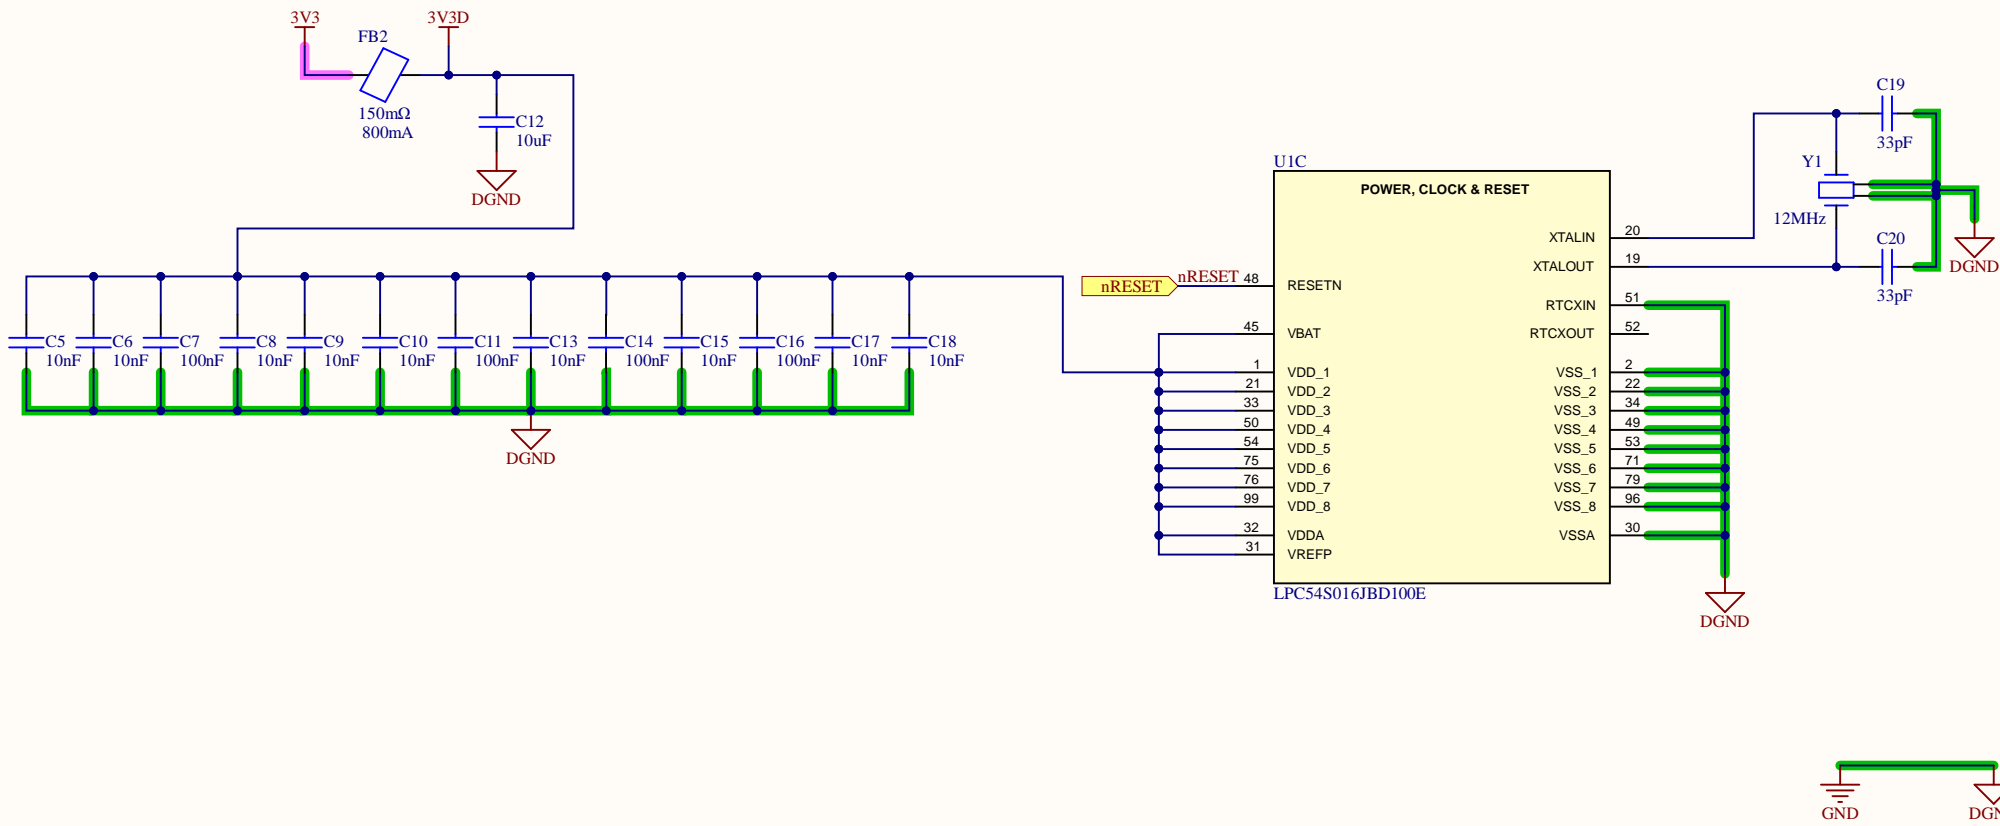 3V3
3V3D
FB2
150mΩ
800mA
C12
10uF
DGND
C5
10nF
C6
10nF
C7
100nF
C8
10nF
C9
10nF
C10
10nF
C11
100nF
C13
10nF
C14
100nF
C15
10nF
C16
100nF
C17
10nF
C18
10nF
DGND
U1C
POWER, CLOCK & RESET
nRESET
nRESET
48 RESETN
45 VBAT
1 VDD_1
21 VDD_2
33 VDD_3
50 VDD_4
54 VDD_5
75 VDD_6
76 VDD_7
99 VDD_8
32 VDDA
31 VREFP
XTALIN 20
XTALOUT 19
RTCXIN 51
RTCXOUT 52
VSS_1 2
VSS_2 22
VSS_3 34
VSS_4 49
VSS_5 53
VSS_6 71
VSS_7 79
VSS_8 96
VSSA 30
LPC54S016JBD100E
DGND
C19
33pF
Y1
12MHz
C20
33pF
DGND
GND